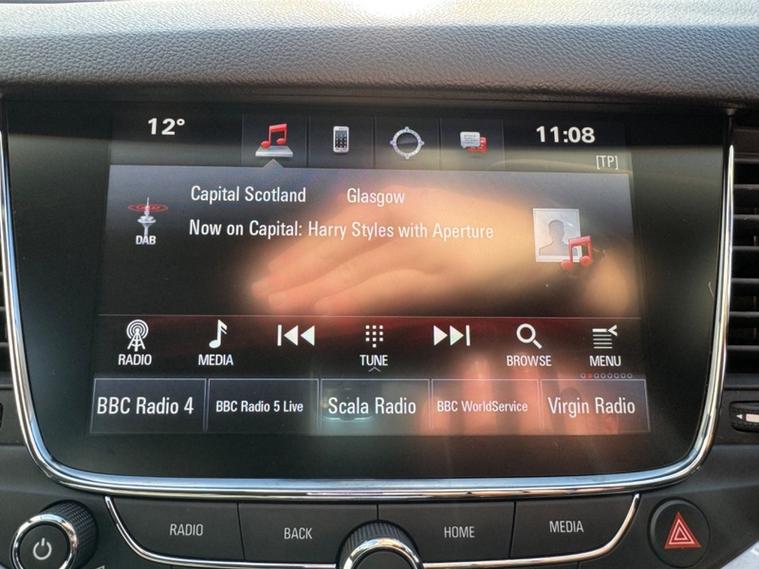 12° 11:08
[TP]
Capital Scotland Glasgow
DAB
Now on Capital: Harry Styles with Aperture
RADIO MEDIA TUNE BROWSE MENU
BBC Radio 4 BBC Radio 5 Live Scala Radio BBC WorldService Virgin Radio
RADIO BACK HOME MEDIA